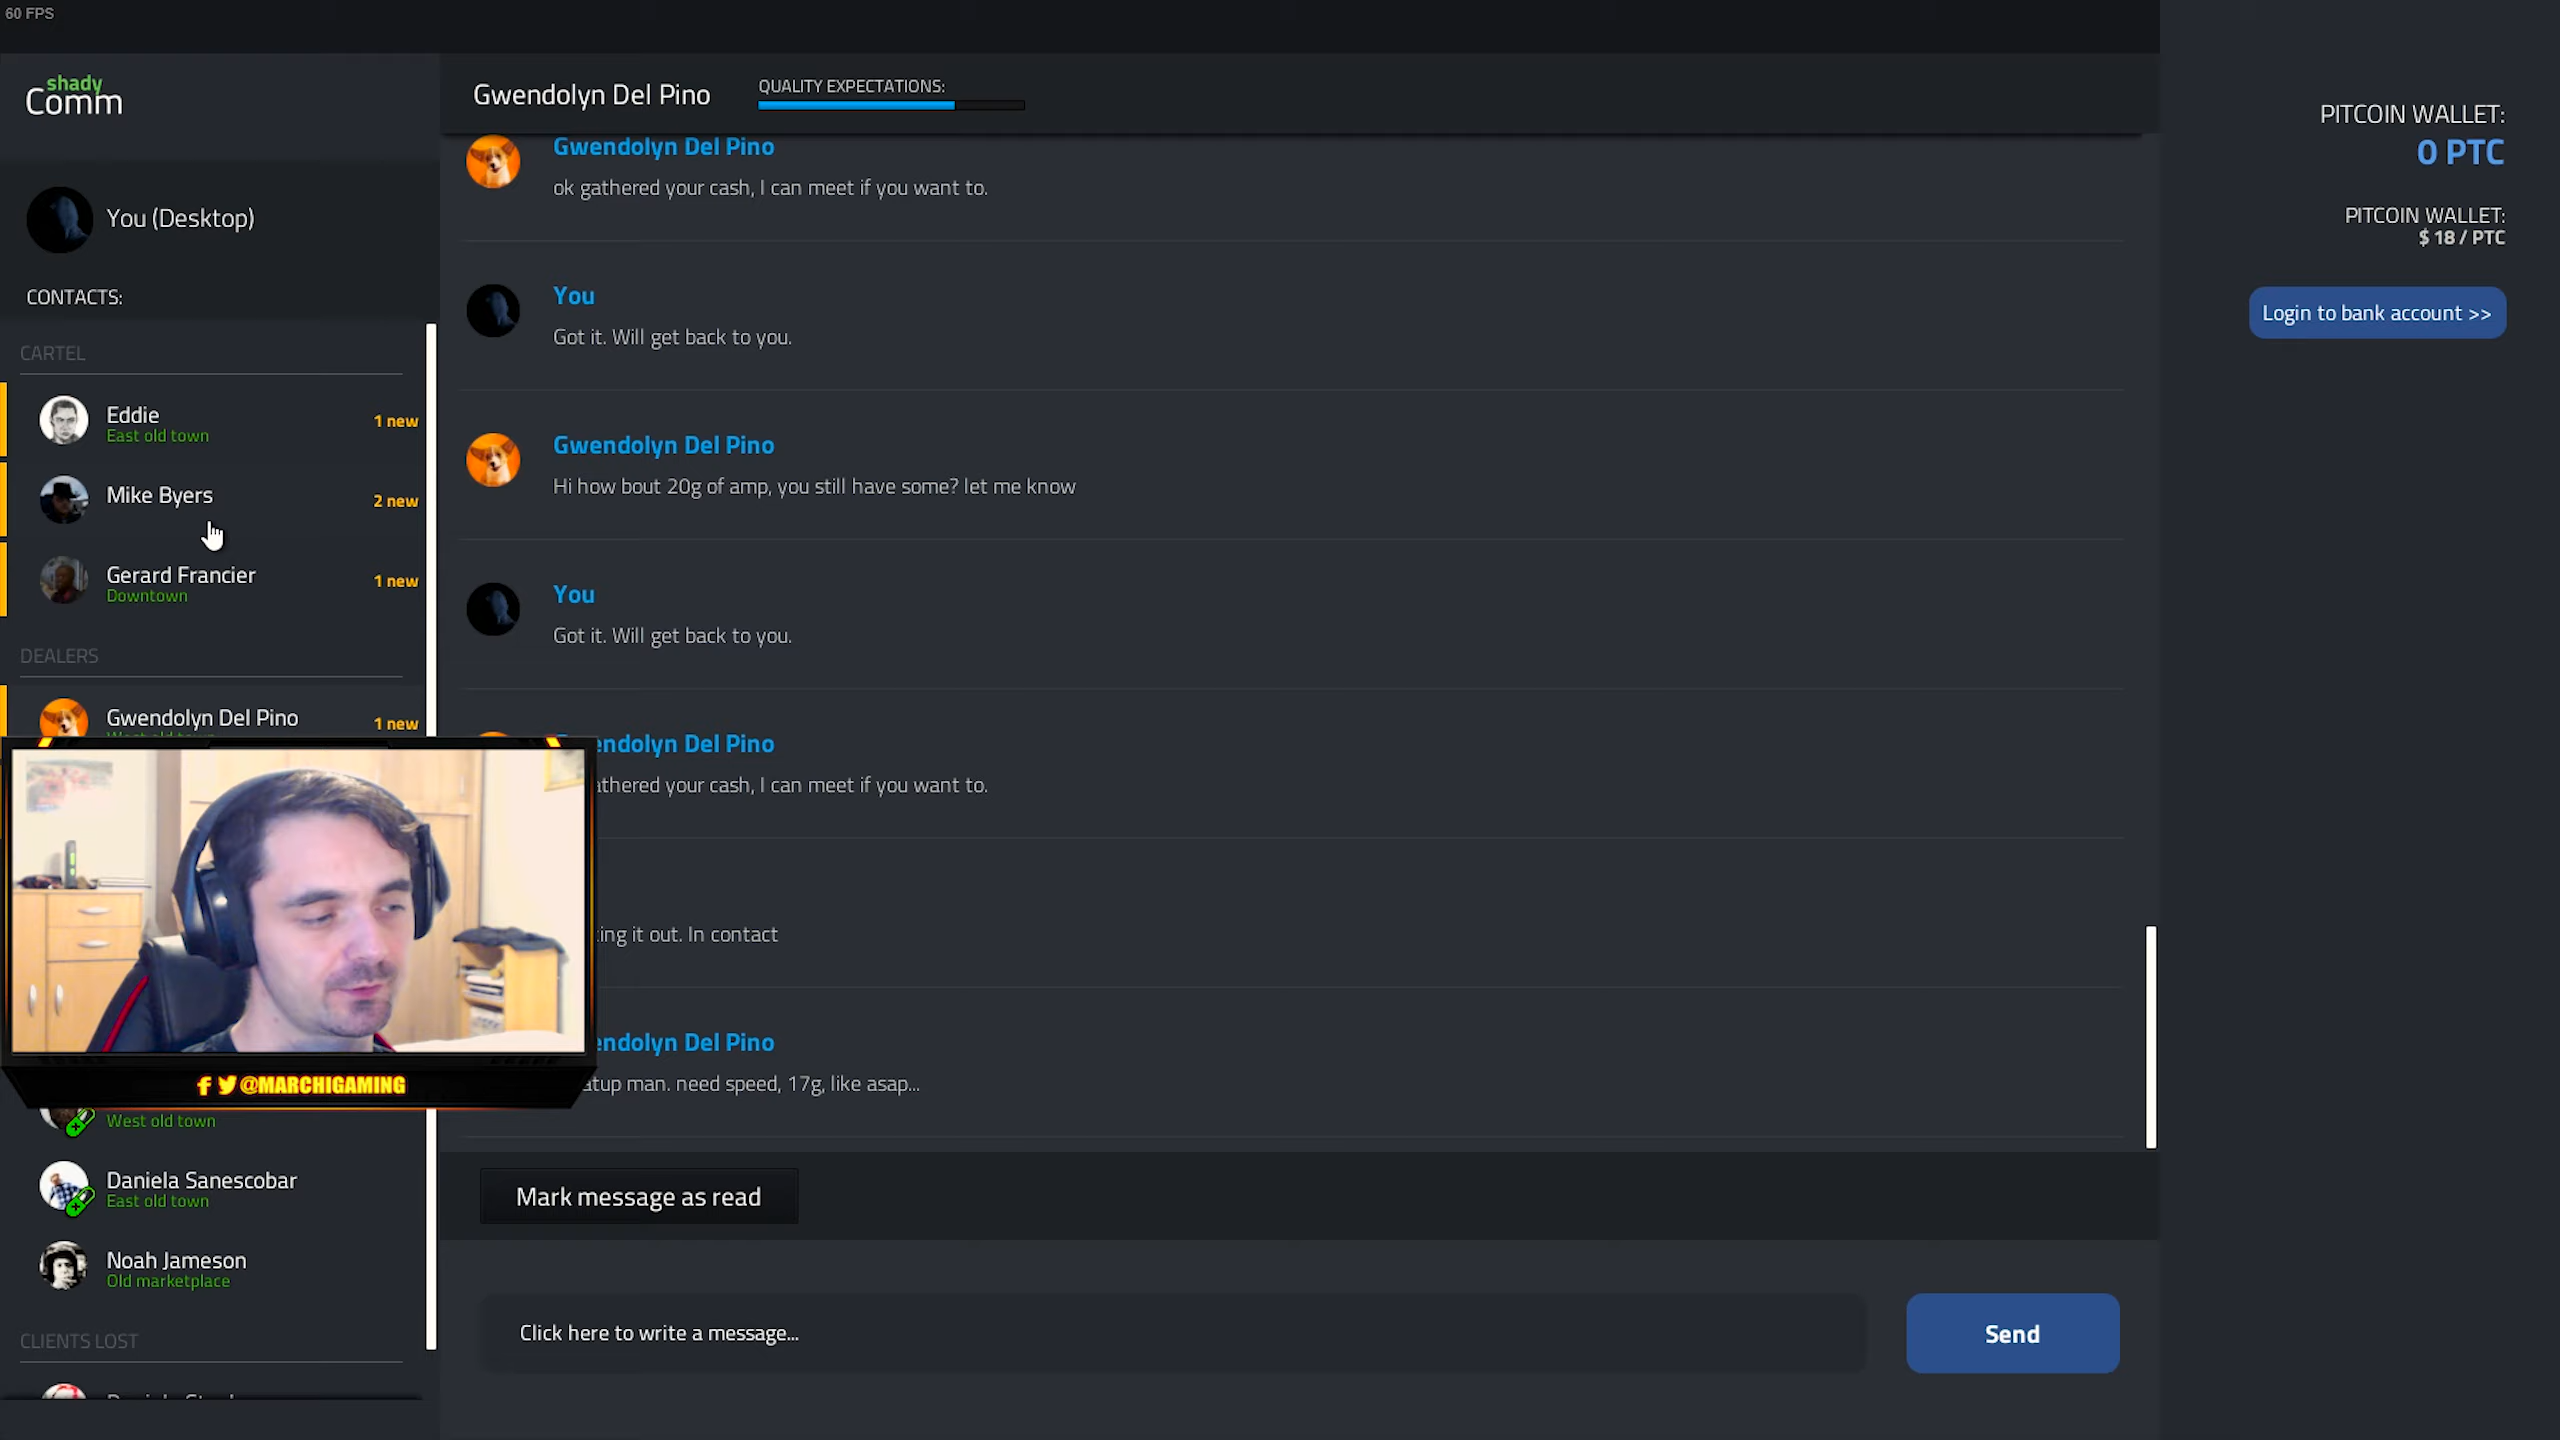 60 FPS
shady
Comm
You (Desktop)
CONTACTS:
CARTEL
Eddie
East old town
1 new
Mike Byers
2 new
Gerard Francier
Downtown
1 new
DEALERS
Gwendolyn Del Pino
1 new
West old town
Daniela Sanescobar
East old town
Noah Jameson
Old marketplace
CLIENTS LOST
@MARCHIGAMING
Gwendolyn Del Pino
QUALITY EXPECTATIONS:
Gwendolyn Del Pino
ok gathered your cash, I can meet if you want to.
You
Got it. Will get back to you.
Gwendolyn Del Pino
Hi how bout 20g of amp, you still have some? let me know
You
Got it. Will get back to you.
endolyn Del Pino
athered your cash, I can meet if you want to.
ing it out. In contact
endolyn Del Pino
atup man. need speed, 17g, like asap...
Mark message as read
Click here to write a message...
Send
PITCOIN WALLET:
0 PTC
PITCOIN WALLET:
$ 18 / PTC
Login to bank account >>